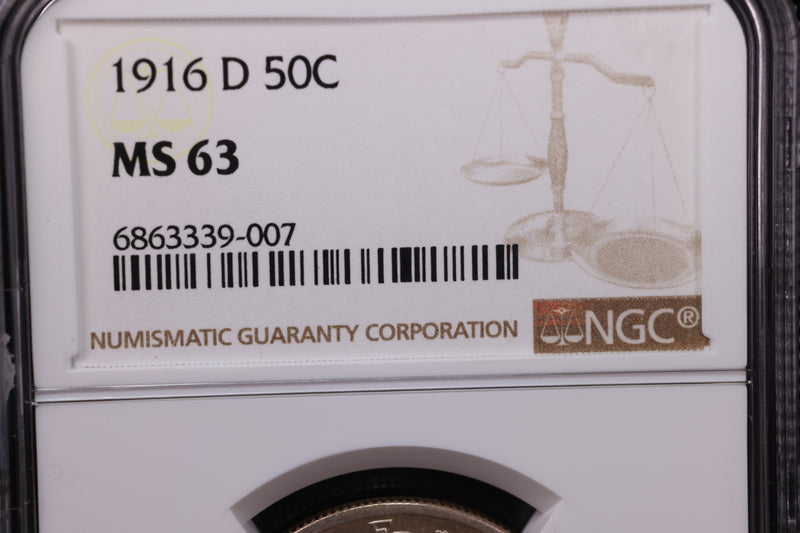 1916 D 50C
MS 63
6863339-007
NUMISMATIC GUARANTY CORPORATION
NGC®